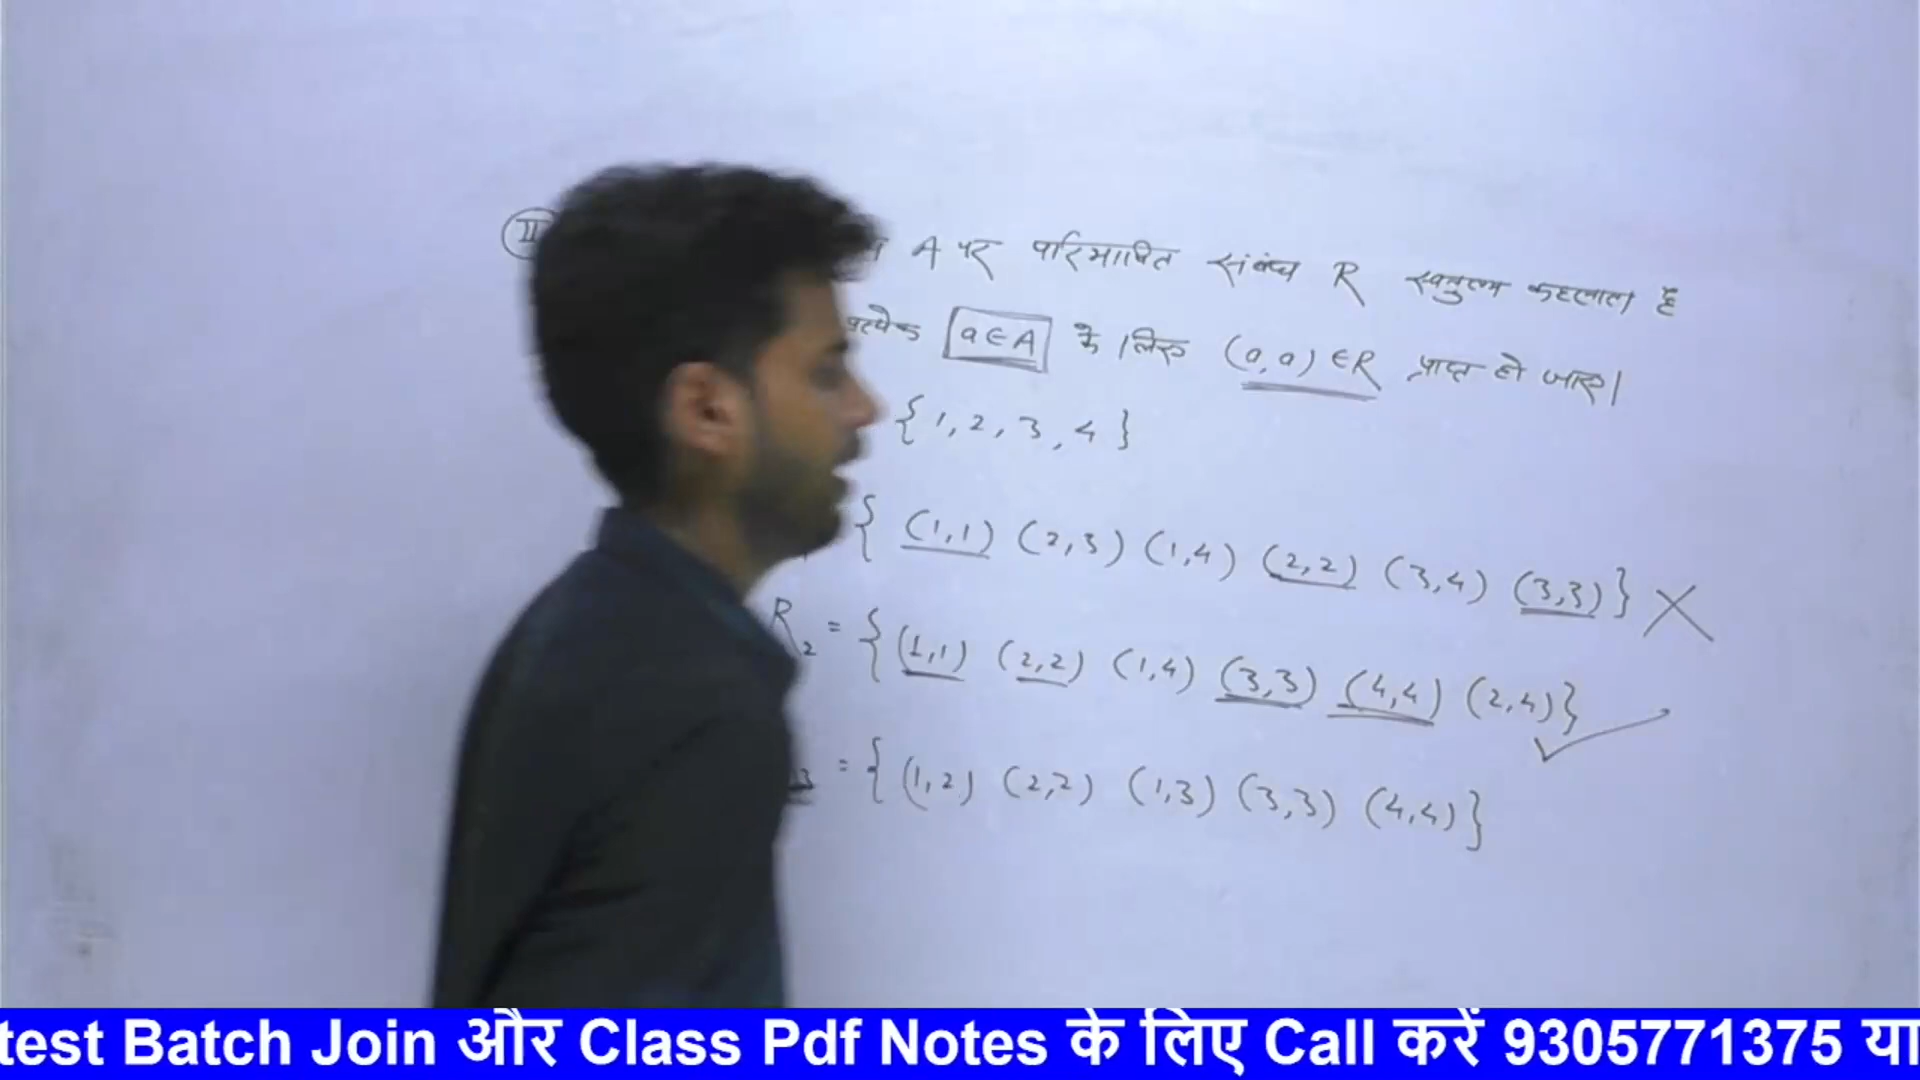 II
A पर परिभाषित संबंध R स्वतुल्य कहलाता है
प्रत्येक a∈A के लिए (a,a)∈R प्राप्त हो जाए।
{1,2,3,4}
{(1,1) (2,3) (1,4) (2,2) (3,4) (3,3)}
R2 = {(1,1) (2,2) (1,4) (3,3) (4,4) (2,4)}
3 = {(1,2) (2,2) (1,3) (3,3) (4,4)}
test Batch Join और Class Pdf Notes के लिए Call करें 9305771375 या